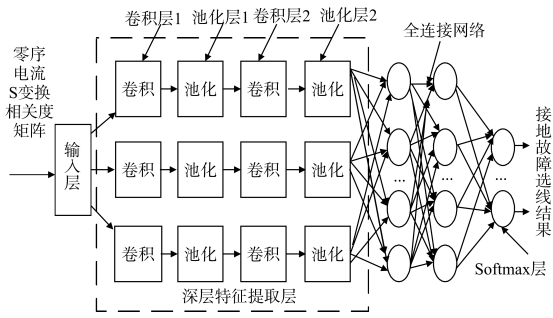 卷积层1 池化层1 卷积层2 池化层2
全连接网络
零序
电流
S变换
相关度
矩阵
输入层
卷积 池化 卷积 池化
卷积 池化 卷积 池化
卷积 池化 卷积 池化
... ... ...
接地故障选线结果
深层特征提取层
Softmax层